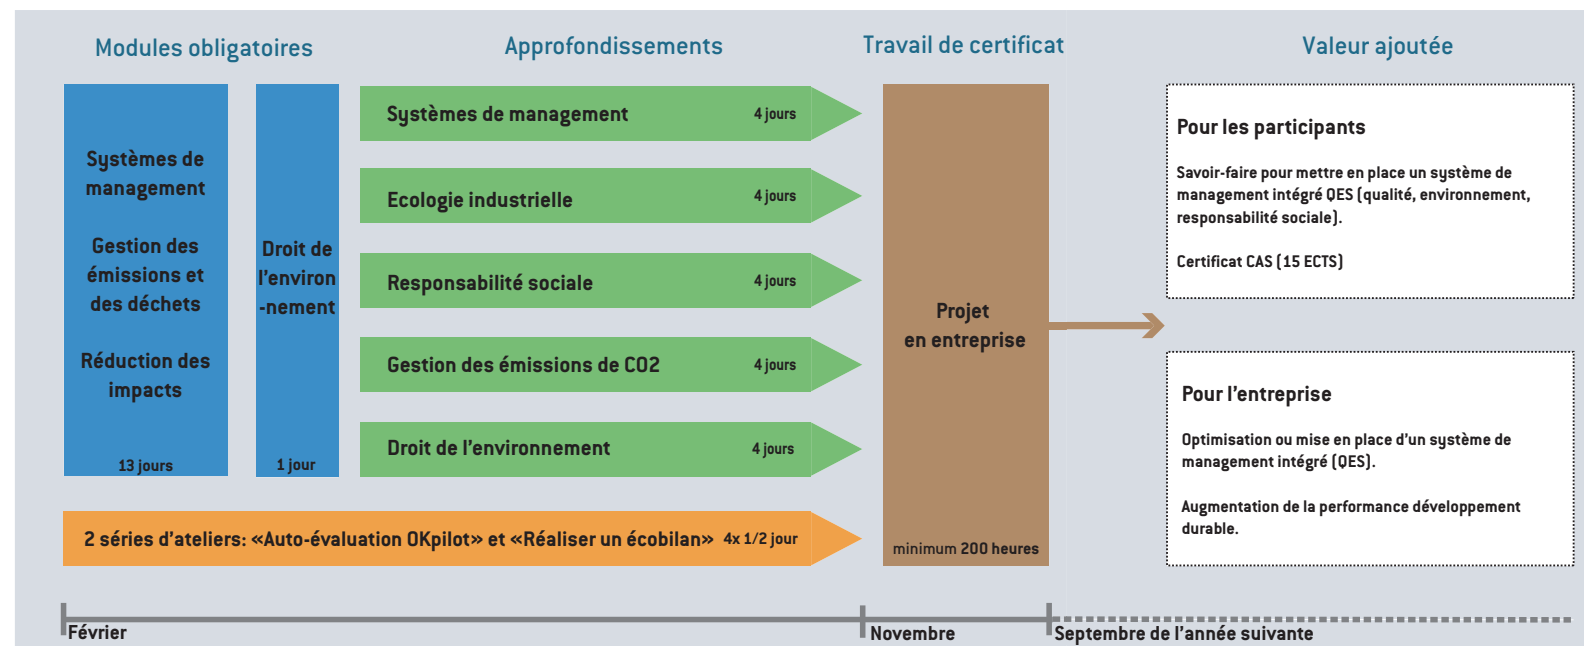 Modules obligatoires
Approfondissements
Travail de certificat
Valeur ajoutée
Systèmes de
management
Gestion des
émissions et
des déchets
Réduction des
impacts
13 jours
Droit de
l'environ
-nement
1 jour
Systèmes de management 4 jours
Ecologie industrielle 4 jours
Responsabilité sociale 4 jours
Gestion des émissions de CO2 4 jours
Droit de l'environnement 4 jours
2 séries d'ateliers: «Auto-évaluation OKpilot» et «Réaliser un écobilan» 4x 1/2 jour
Projet
en entreprise
minimum 200 heures
Pour les participants
Savoir-faire pour mettre en place un système de
management intégré QES (qualité, environnement,
responsabilité sociale).
Certificat CAS (15 ECTS)
Pour l'entreprise
Optimisation ou mise en place d'un système de
management intégré (QES).
Augmentation de la performance développement
durable.
Février
Novembre
Septembre de l'année suivante